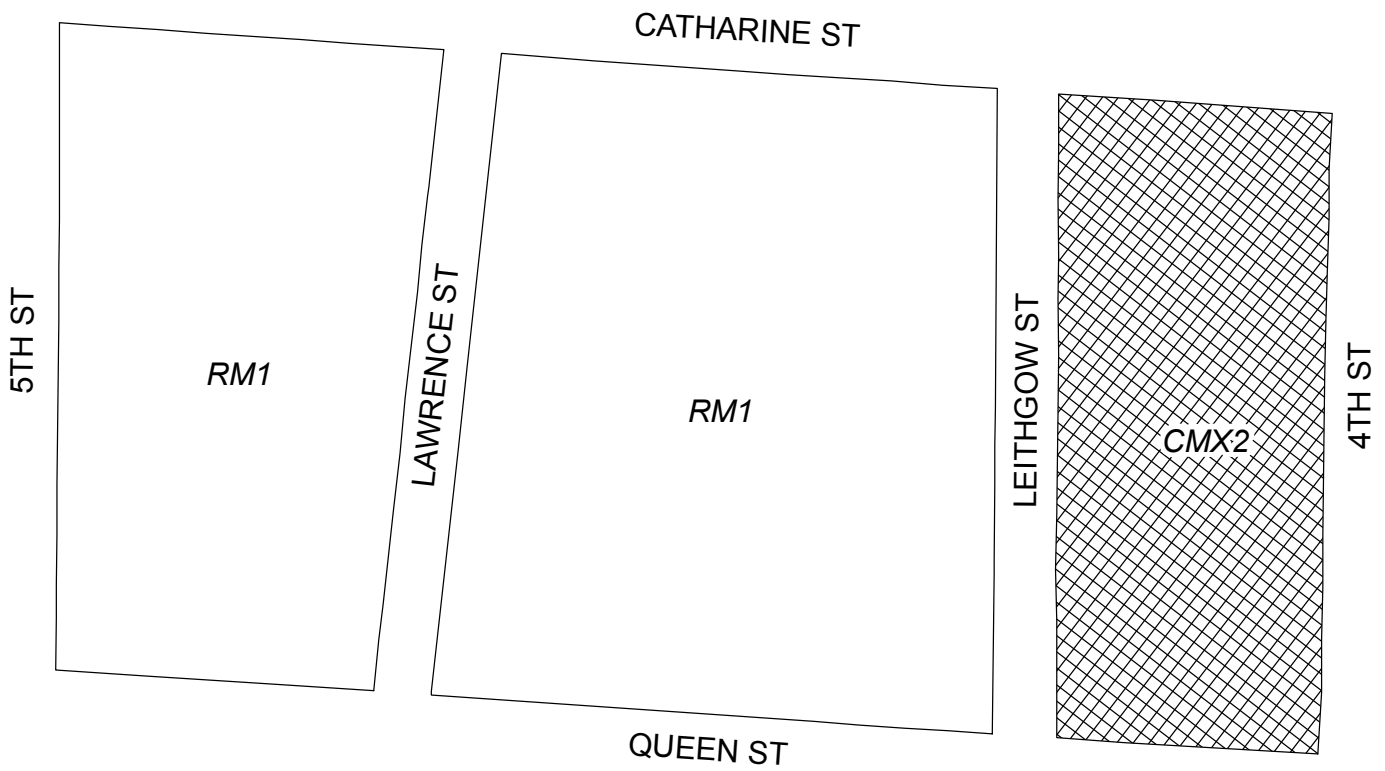 CATHARINE ST
5TH ST
RM1
LAWRENCE ST
RM1
LEITHGOW ST
CMX2
4TH ST
QUEEN ST